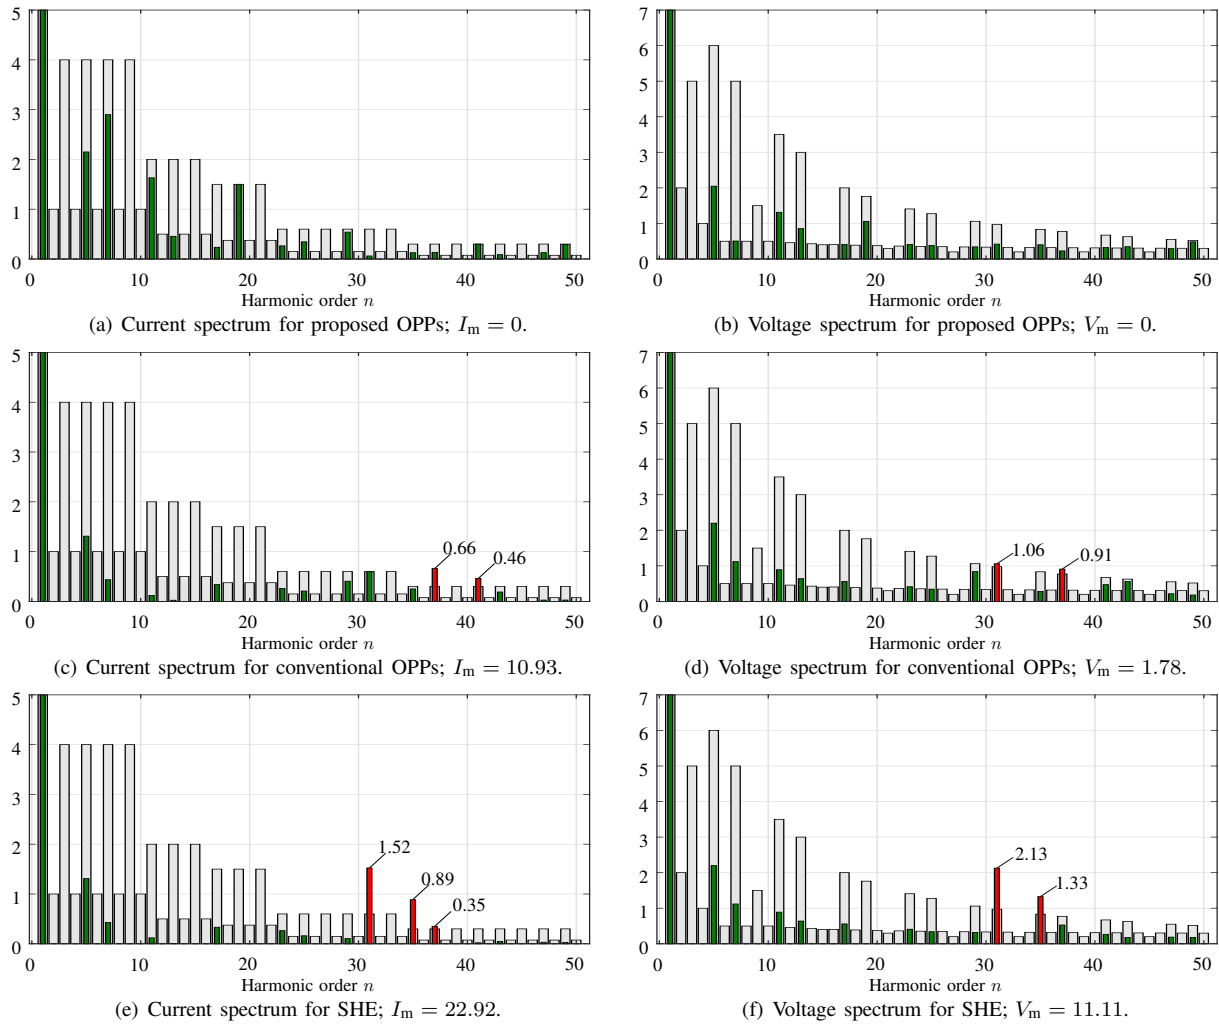 5
4
3
2
1
0
0 10 20 30 40 50
Harmonic order n
(a) Current spectrum for proposed OPPs; Im = 0.
7
6
5
4
3
2
1
0
0 10 20 30 40 50
Harmonic order n
(b) Voltage spectrum for proposed OPPs; Vm = 0.
5
4
3
2
1
0
0.66
0.46
0 10 20 30 40 50
Harmonic order n
(c) Current spectrum for conventional OPPs; Im = 10.93.
7
6
5
4
3
2
1
0
1.06
0.91
0 10 20 30 40 50
Harmonic order n
(d) Voltage spectrum for conventional OPPs; Vm = 1.78.
5
4
3
2
1
0
1.52
0.89
0.35
0 10 20 30 40 50
Harmonic order n
(e) Current spectrum for SHE; Im = 22.92.
7
6
5
4
3
2
1
0
2.13
1.33
0 10 20 30 40 50
Harmonic order n
(f) Voltage spectrum for SHE; Vm = 11.11.